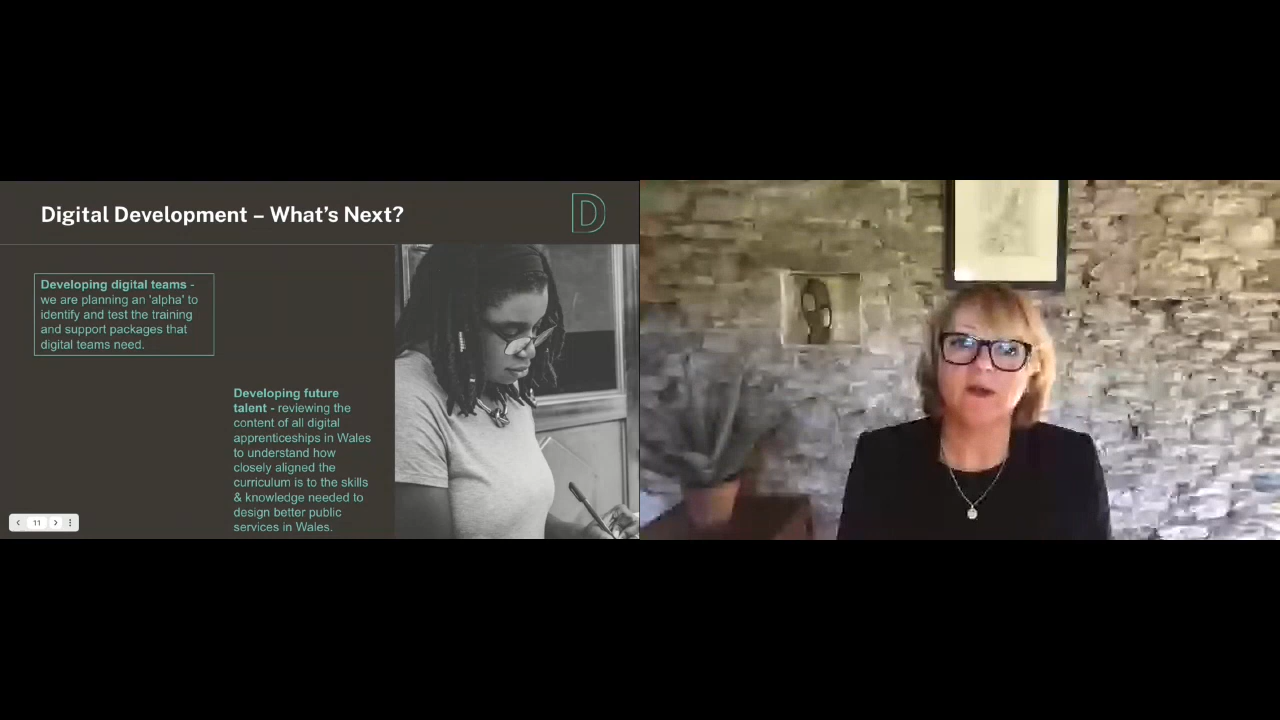 Digital Development – What's Next?
D
Developing digital teams -
we are planning an 'alpha' to
identify and test the training
and support packages that
digital teams need.
Developing future
talent - reviewing the
content of all digital
apprenticeships in Wales
to understand how
closely aligned the
curriculum is to the skills
& knowledge needed to
design better public
services in Wales.
11